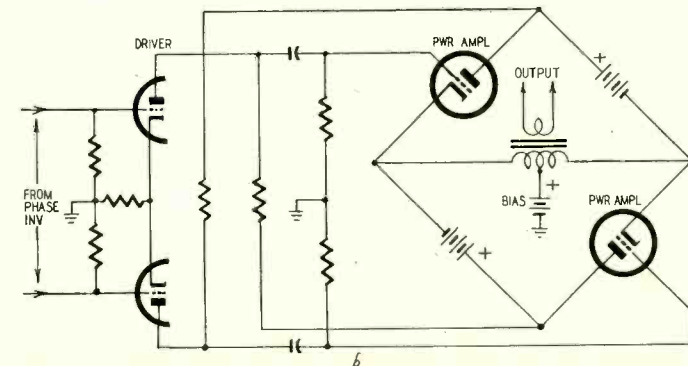 DRIVER
PWR AMPL
OUTPUT
FROM
PHASE
INV
BIAS
PWR AMPL
+
+
+
b